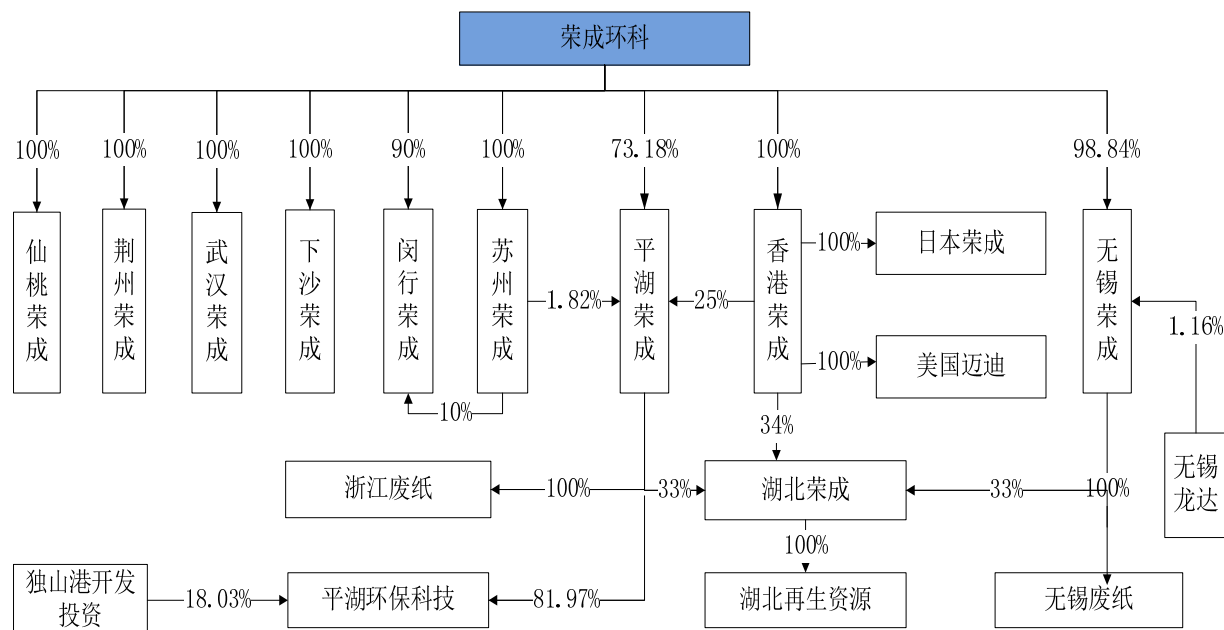 荣成环科
100%
100%
100%
100%
90%
100%
73.18%
100%
98.84%
仙桃荣成
荆州荣成
武汉荣成
下沙荣成
闵行荣成
苏州荣成
平湖荣成
香港荣成
无锡荣成
100%
日本荣成
1.82%
25%
1.16%
100%
美国迈迪
10%
34%
无锡
龙达
浙江废纸
100%
33%
湖北荣成
33%
100%
100%
独山港开发
投资
18.03%
平湖环保科技
81.97%
湖北再生资源
无锡废纸